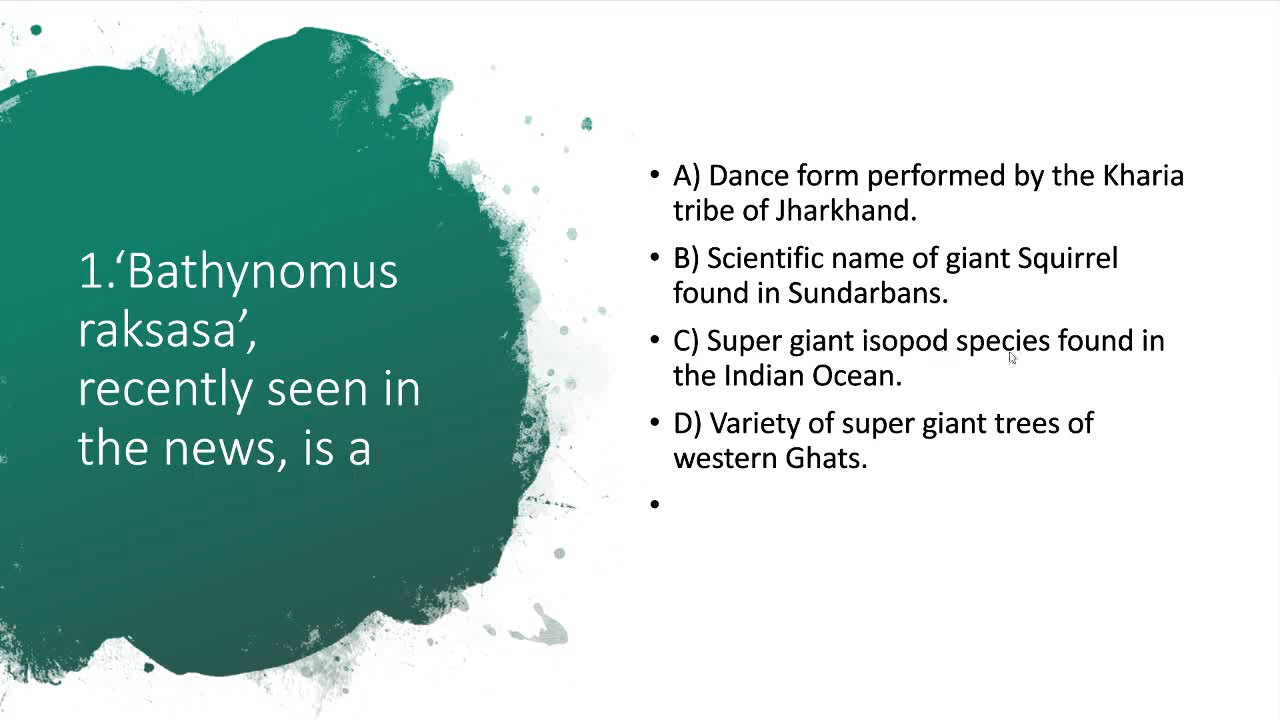 1.‘Bathynomus
raksasa’,
recently seen in
the news, is a
• A) Dance form performed by the Kharia
tribe of Jharkhand.
• B) Scientific name of giant Squirrel
found in Sundarbans.
• C) Super giant isopod species found in
the Indian Ocean.
• D) Variety of super giant trees of
western Ghats.
•